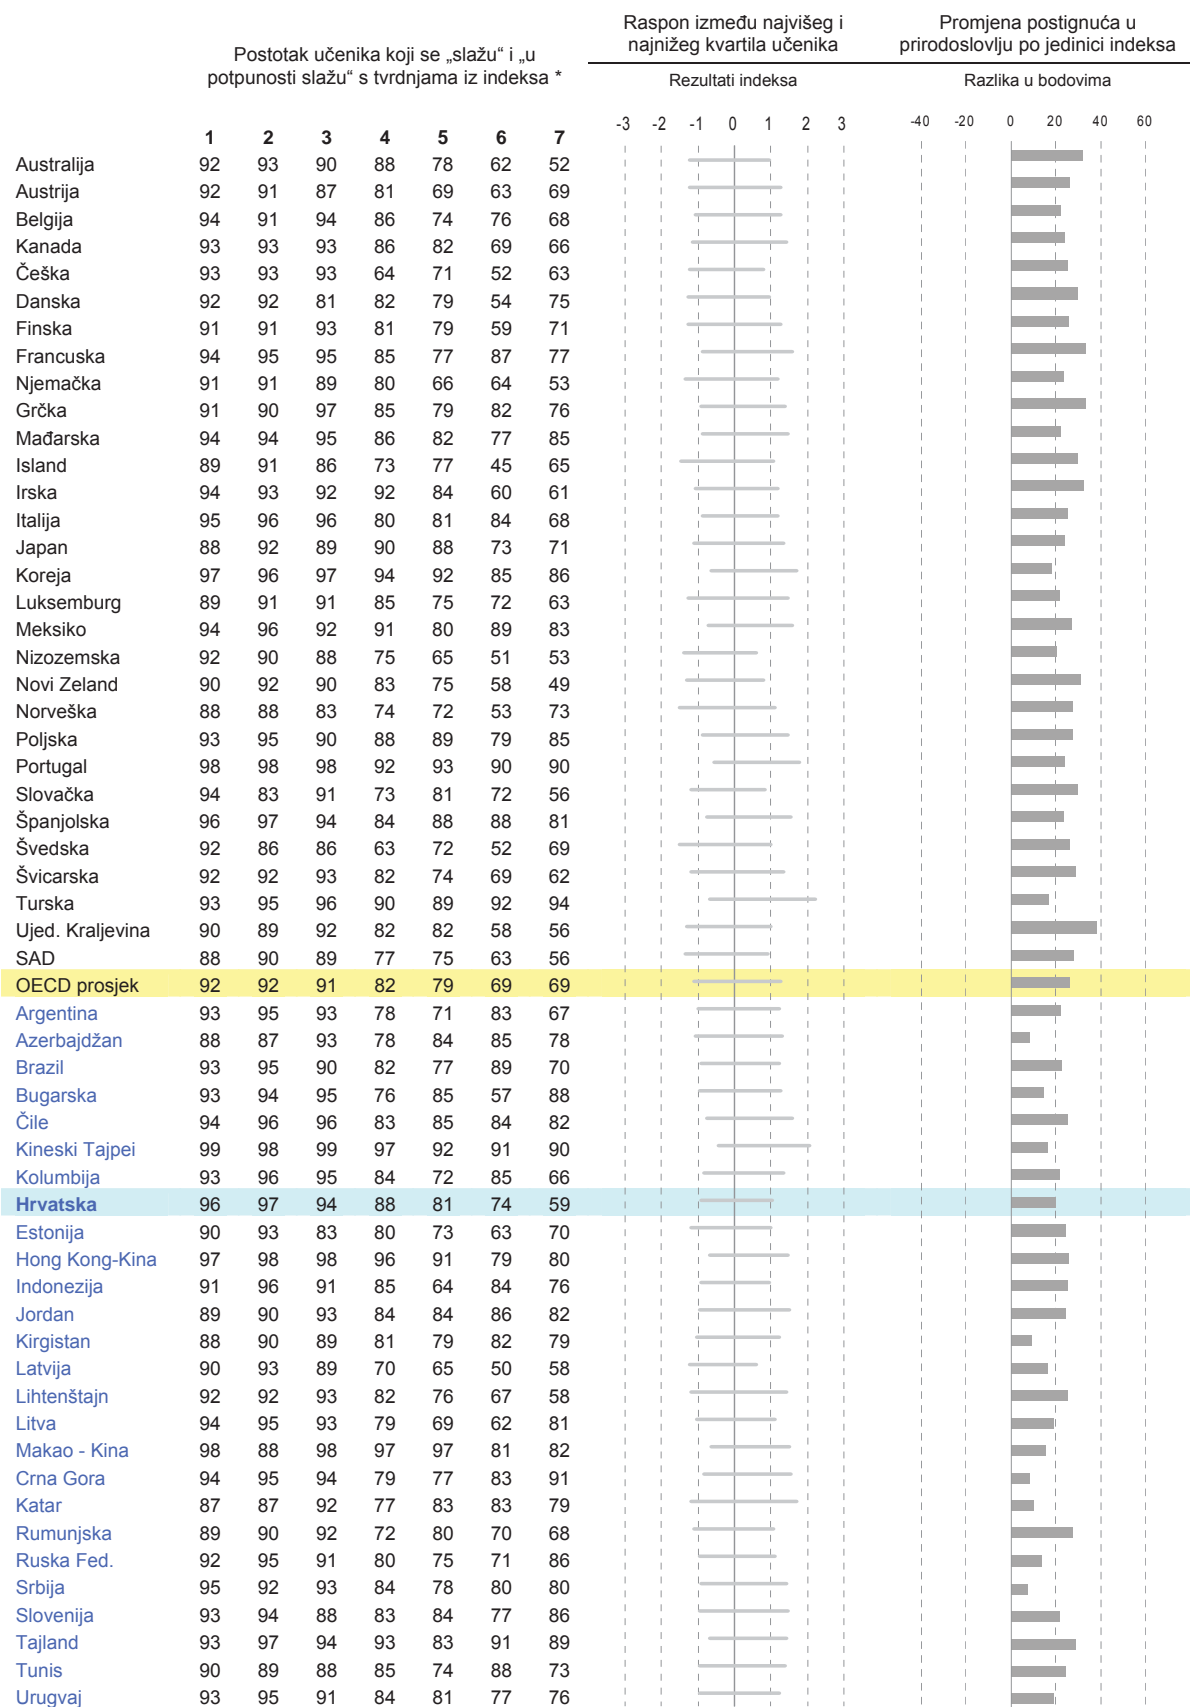 Postotak učenika koji se „slažu“ i „u
potpunosti slažu“ s tvrdnjama iz indeksa *
Raspon između najvišeg i
najnižeg kvartila učenika
Promjena postignuća u
prirodoslovlju po jedinici indeksa
Rezultati indeksa
Razlika u bodovima
1 2 3 4 5 6 7
-3 -2 -1 0 1 2 3
-40 -20 0 20 40 60
Australija 92 93 90 88 78 62 52
Austrija 92 91 87 81 69 63 69
Belgija 94 91 94 86 74 76 68
Kanada 93 93 93 86 82 69 66
Češka 93 93 93 64 71 52 63
Danska 92 92 81 82 79 54 75
Finska 91 91 93 81 79 59 71
Francuska 94 95 95 85 77 87 77
Njemačka 91 91 89 80 66 64 53
Grčka 91 90 97 85 79 82 76
Mađarska 94 94 95 86 82 77 85
Island 89 91 86 73 77 45 65
Irska 94 93 92 92 84 60 61
Italija 95 96 96 80 81 84 68
Japan 88 92 89 90 88 73 71
Koreja 97 96 97 94 92 85 86
Luksemburg 89 91 91 85 75 72 63
Meksiko 94 96 92 91 80 89 83
Nizozemska 92 90 88 75 65 51 53
Novi Zeland 90 92 90 83 75 58 49
Norveška 88 88 83 74 72 53 73
Poljska 93 95 90 88 89 79 85
Portugal 98 98 98 92 93 90 90
Slovačka 94 83 91 73 81 72 56
Španjolska 96 97 94 84 88 88 81
Švedska 92 86 86 63 72 52 69
Švicarska 92 92 93 82 74 69 62
Turska 93 95 96 90 89 92 94
Ujed. Kraljevina 90 89 92 82 82 58 56
SAD 88 90 89 77 75 63 56
OECD prosjek 92 92 91 82 79 69 69
Argentina 93 95 93 78 71 83 67
Azerbajdžan 88 87 93 78 84 85 78
Brazil 93 95 90 82 77 89 70
Bugarska 93 94 95 76 85 57 88
Čile 94 96 96 83 85 84 82
Kineski Tajpei 99 98 99 97 92 91 90
Kolumbija 93 96 95 84 72 85 66
Hrvatska 96 97 94 88 81 74 59
Estonija 90 93 83 80 73 63 70
Hong Kong-Kina 97 98 98 96 91 79 80
Indonezija 91 96 91 85 64 84 76
Jordan 89 90 93 84 84 86 82
Kirgistan 88 90 89 81 79 82 79
Latvija 90 93 89 70 65 50 58
Lihtenštajn 92 92 93 82 76 67 58
Litva 94 95 93 79 69 62 81
Makao - Kina 98 88 98 97 97 81 82
Crna Gora 94 95 94 79 77 83 91
Katar 87 87 92 77 83 83 79
Rumunjska 89 90 92 72 80 70 68
Ruska Fed. 92 95 91 80 75 71 86
Srbija 95 92 93 84 78 80 80
Slovenija 93 94 88 83 84 77 86
Tajland 93 97 94 93 83 91 89
Tunis 90 89 88 85 74 88 73
Urugvaj 93 95 91 84 81 77 76